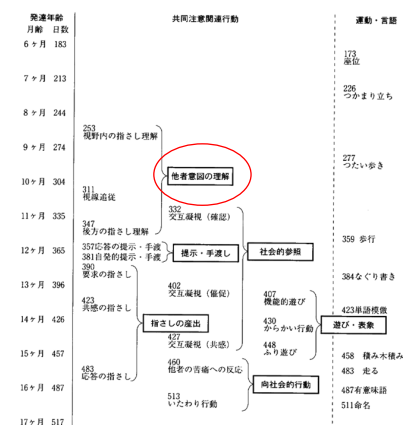 発達年齢 共同注意関連行動 運動・言語
月齢 日数
6ヶ月 183
173
座位
7ヶ月 213
226
つかまり立ち
8ヶ月 244
253
視野内の指さし理解
9ヶ月 274
277
つたい歩き
他者意図の理解
10ヶ月 304
311
視線追従
332
交互凝視(確認)
11ヶ月 335
347
後方の指さし理解
359 歩行
357応答の提示・手渡
381自発的提示・手渡
提示・手渡し
社会的参照
12ヶ月 365
390
要求の指さし
384なぐり書き
13ヶ月 396
402
交互凝視(催促)
407
機能的遊び
423
共感の指さし
423単語模倣
14ヶ月 426
指さしの産出
430
からかい行動
遊び・表象
427
交互凝視(共感)
448
ふり遊び
15ヶ月 457
458 積み木積み
460
他者の苦痛への反応
483
応答の指さし
483 走る
向社会的行動
16ヶ月 487
487有意味語
513
いたわり行動
511命名
17ヶ月 517